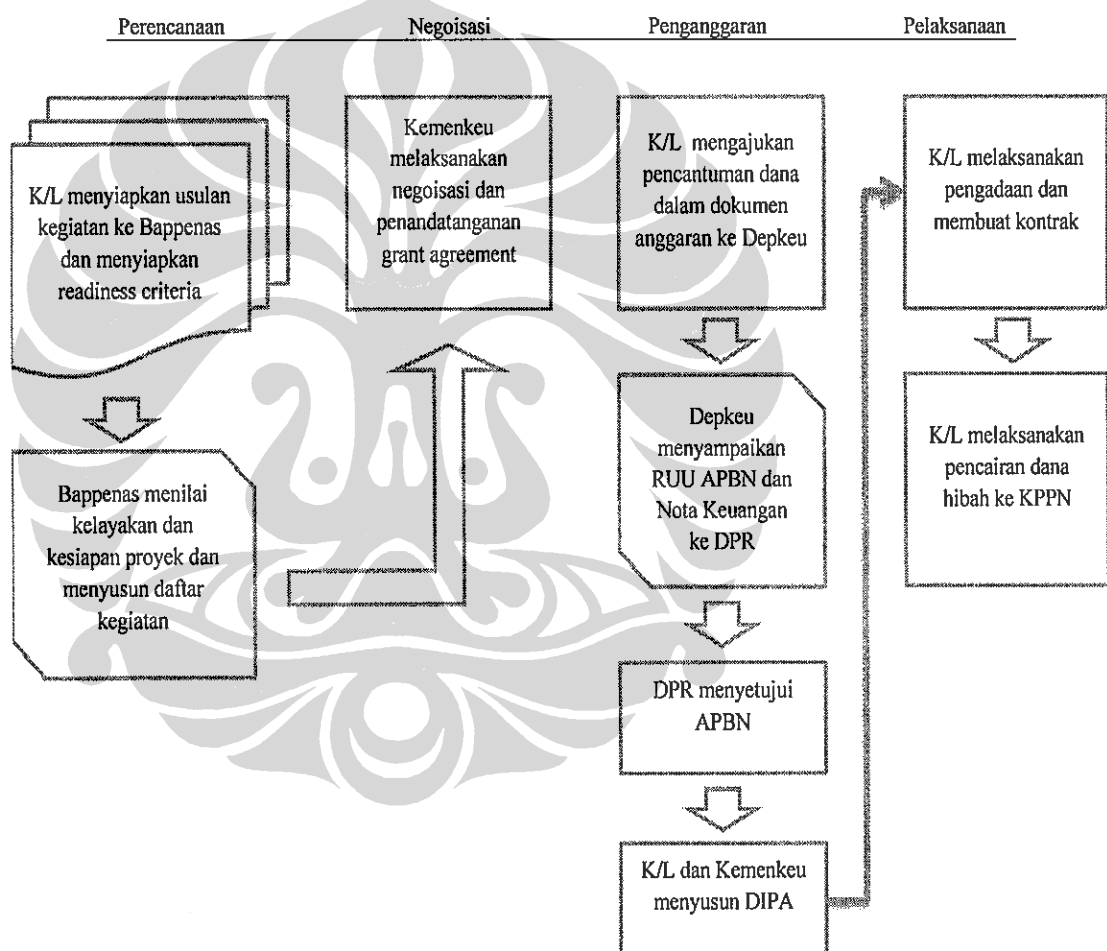 Perencanaan
Negoisasi
Penganggaran
Pelaksanaan
K/L menyiapkan usulan
kegiatan ke Bappenas
dan menyiapkan
readiness criteria
Bappenas menilai
kelayakan dan
kesiapan proyek dan
menyusun daftar
kegiatan
Kemenkeu
melaksanakan
negoisasi dan
penandatanganan
grant agreement
K/L mengajukan
pencantuman dana
dalam dokumen
anggaran ke Depkeu
Depkeu
menyampaikan
RUU APBN dan
Nota Keuangan
ke DPR
DPR menyetujui
APBN
K/L dan Kemenkeu
menyusun DIPA
K/L melaksanakan
pengadaan dan
membuat kontrak
K/L melaksanakan
pencairan dana
hibah ke KPPN